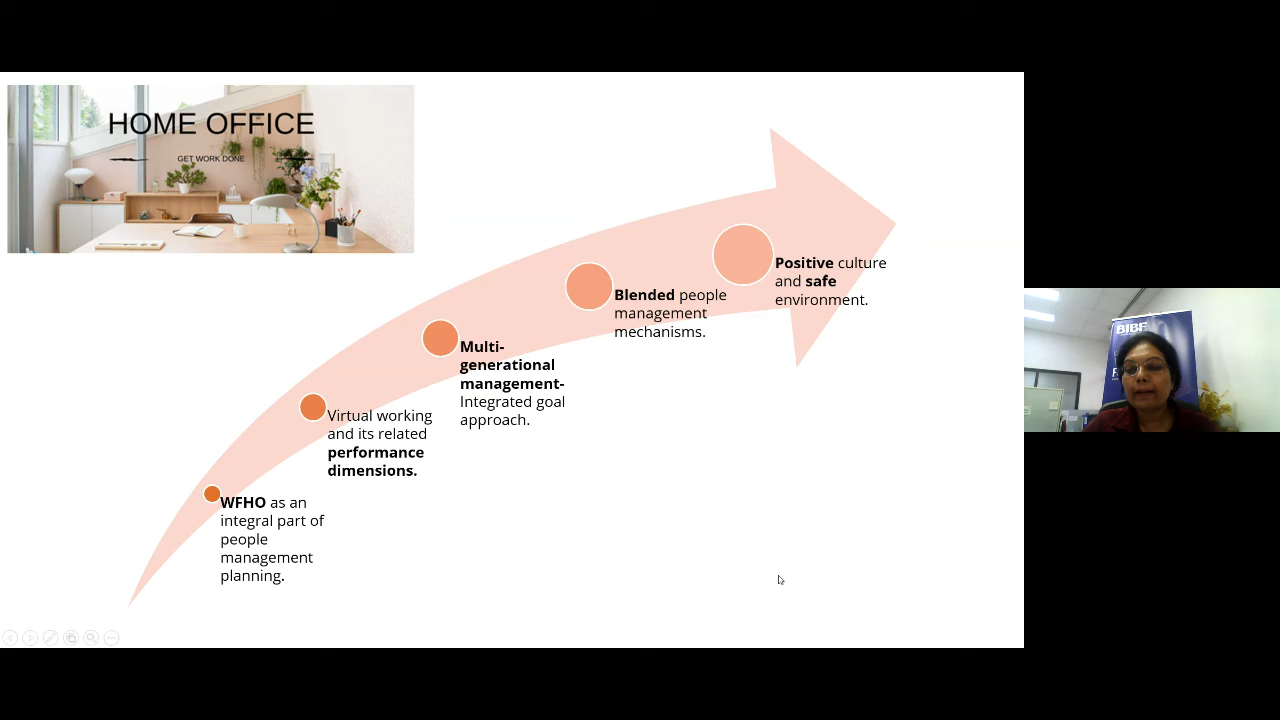 HOME OFFICE
GET WORK DONE
Positive culture
and safe
environment.
Blended people
management
mechanisms.
Multi-
generational
management-
Integrated goal
approach.
Virtual working
and its related
performance
dimensions.
WFHO as an
integral part of
people
management
planning.
BIBF